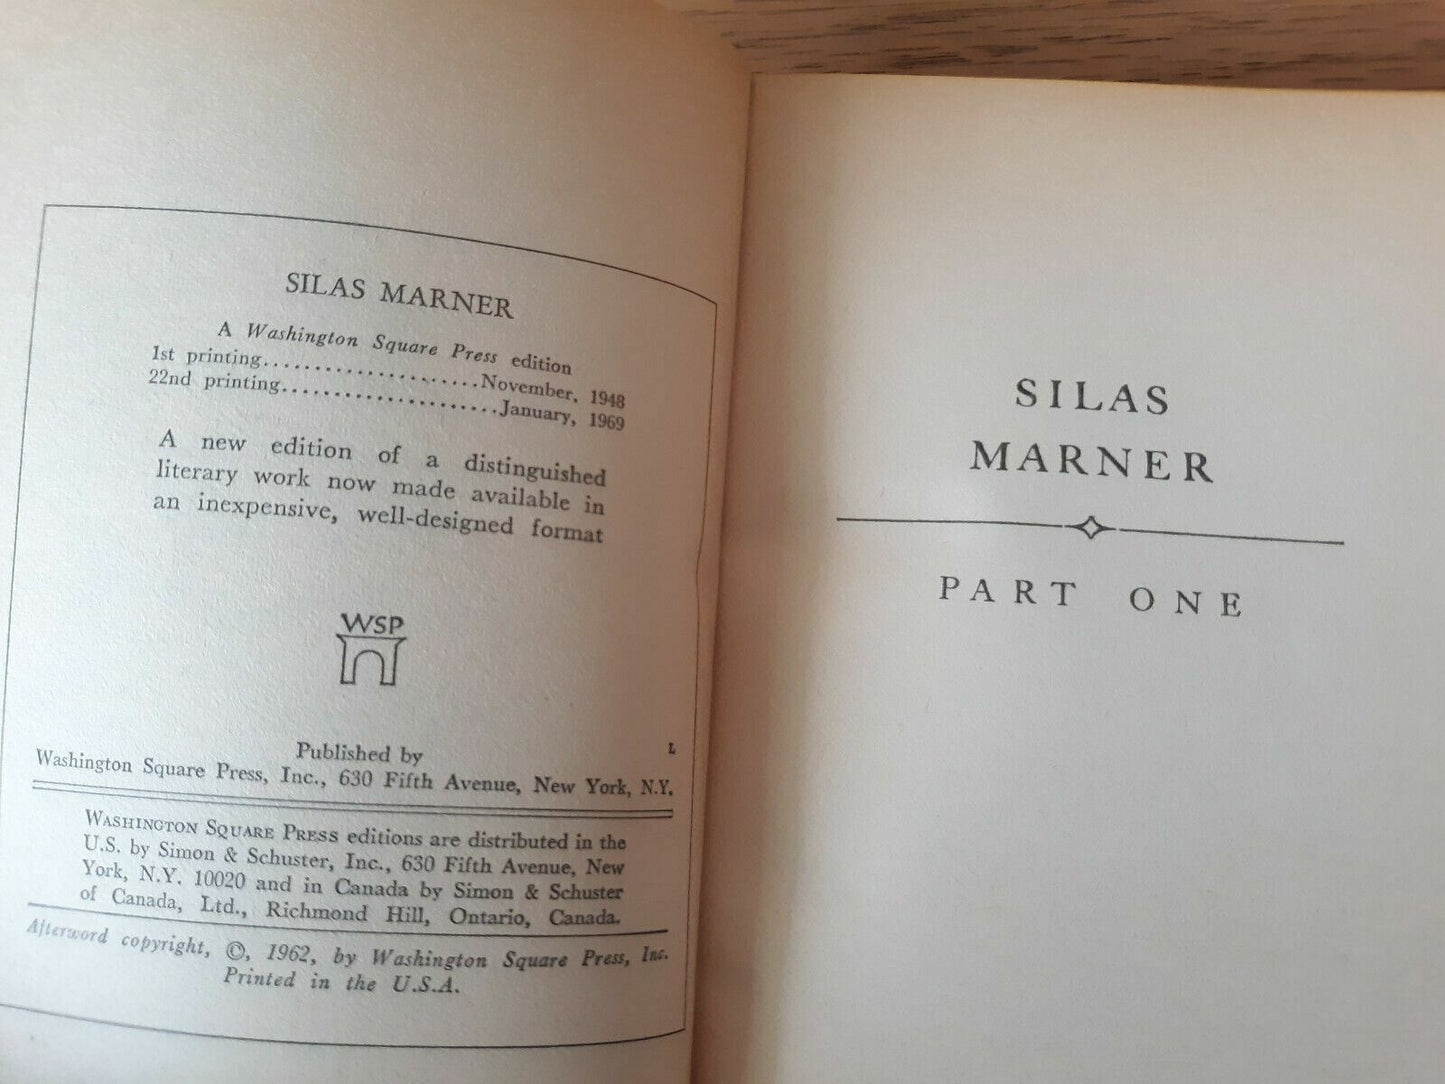 SILAS MARNER
A Washington Square Press edition
1st printing......................November, 1948
22nd printing......................January, 1969
A new edition of a distinguished
literary work now made available in
an inexpensive, well-designed format
WSP
Published by
L
Washington Square Press, Inc., 630 Fifth Avenue, New York, N.Y.
WASHINGTON SQUARE PRESS editions are distributed in the
U.S. by Simon & Schuster, Inc., 630 Fifth Avenue, New
York, N.Y. 10020 and in Canada by Simon & Schuster
of Canada, Ltd., Richmond Hill, Ontario, Canada.
Afterword copyright, ©, 1962, by Washington Square Press, Inc.
Printed in the U.S.A.
SILAS
MARNER
PART ONE